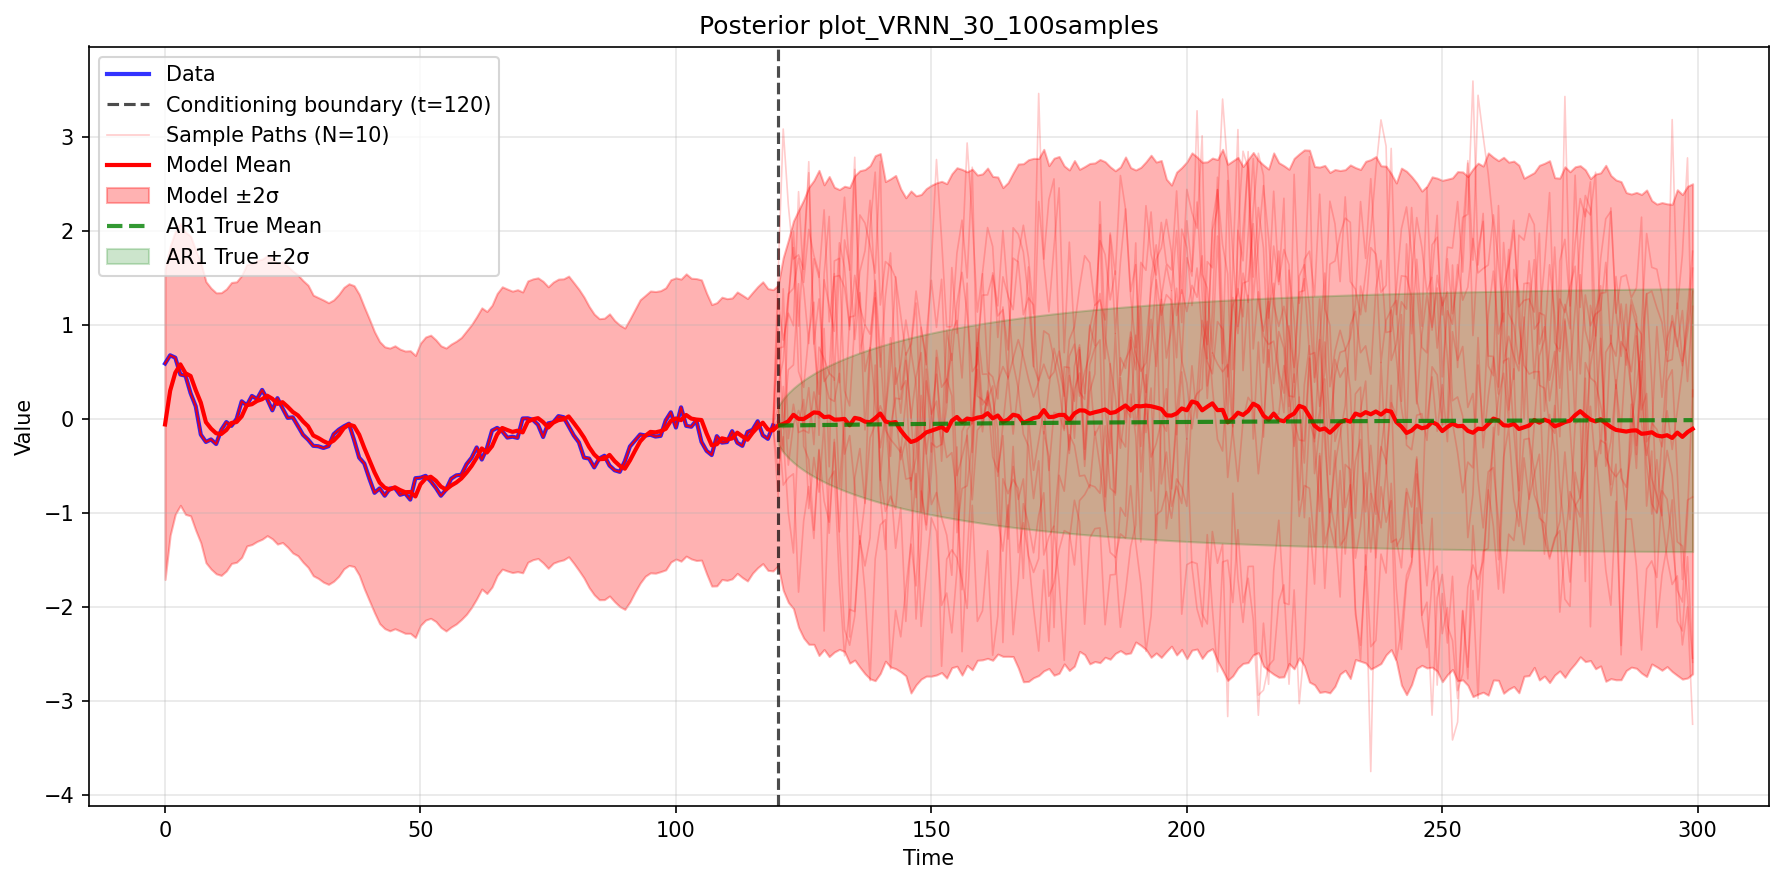 Posterior plot_VRNN_30_100samples
Data
Conditioning boundary (t=120)
Sample Paths (N=10)
Model Mean
Model ±2σ
AR1 True Mean
AR1 True ±2σ
Value
3
2
1
0
−1
−2
−3
−4
0
50
100
150
200
250
300
Time